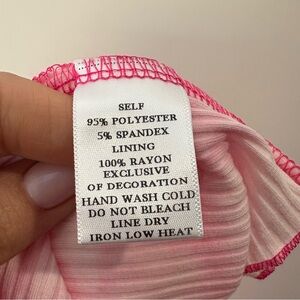 SELF
95% POLYESTER
5% SPANDEX
LINING
100% RAYON
EXCLUSIVE
OF DECORATION
HAND WASH COLD
DO NOT BLEACH
LINE DRY
IRON LOW HEAT